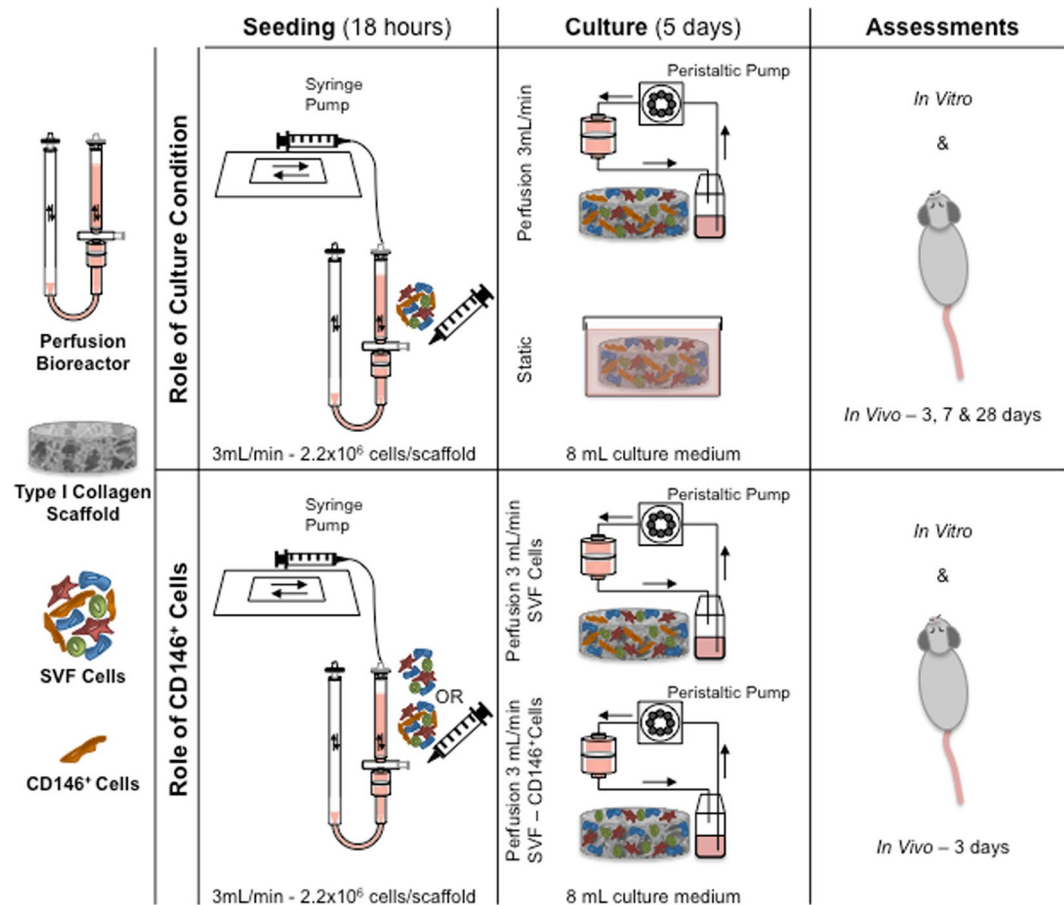 Seeding (18 hours)
Culture (5 days)
Assessments
Perfusion
Bioreactor
Type I Collagen
Scaffold
SVF Cells
CD146⁺ Cells
Role of Culture Condition
Syringe
Pump
3mL/min - 2.2x10⁶ cells/scaffold
Perfusion 3mL/min
Peristaltic Pump
Static
8 mL culture medium
In Vitro
&
In Vivo – 3, 7 & 28 days
Role of CD146⁺ Cells
Syringe
Pump
OR
3mL/min - 2.2x10⁶ cells/scaffold
Perfusion 3 mL/min
SVF Cells
Peristaltic Pump
Perfusion 3 mL/min
SVF – CD146⁺Cells
Peristaltic Pump
8 mL culture medium
In Vitro
&
In Vivo – 3 days